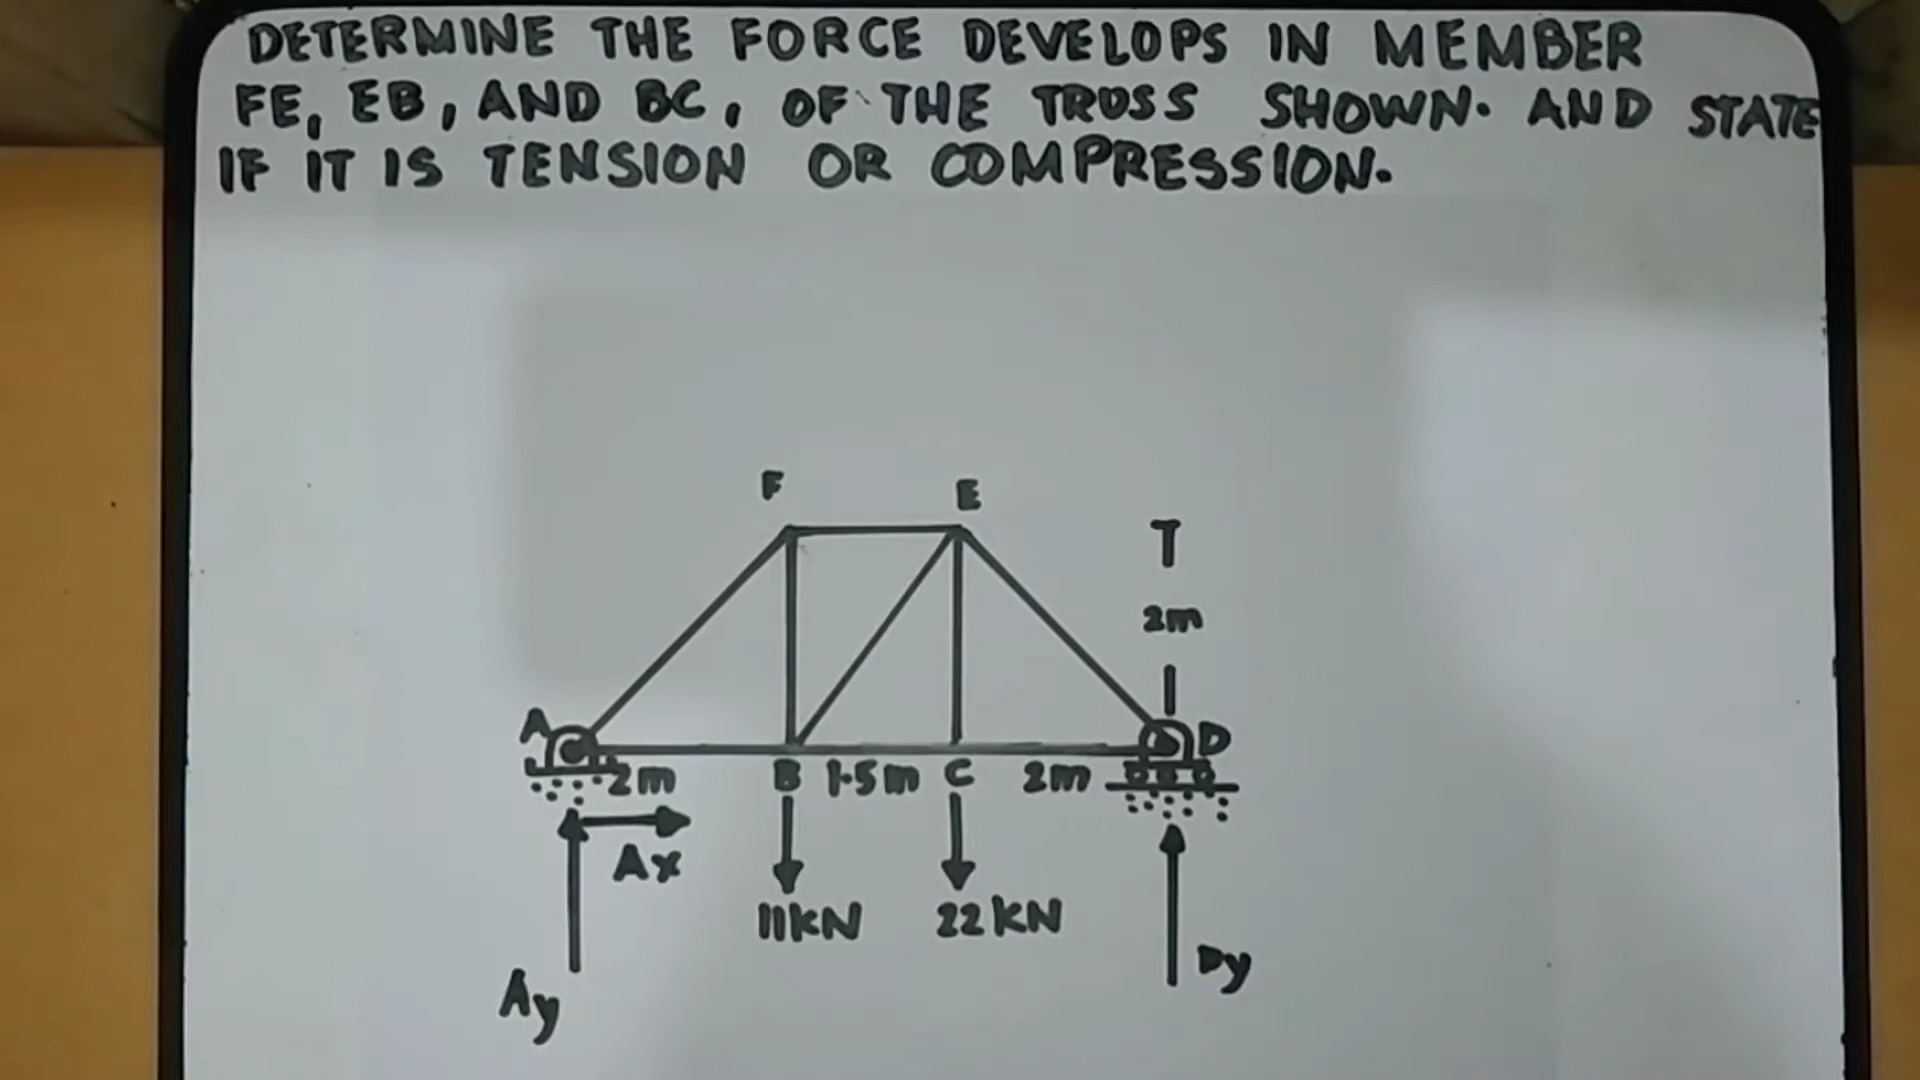 DETERMINE THE FORCE DEVELOPS IN MEMBER
FE, EB, AND BC, OF THE TRUSS SHOWN. AND STATE
IF IT IS TENSION OR COMPRESSION.
F
E
T
2m
A
D
2m
B
1.5m
C
2m
Ax
11kN
22kN
Ay
Dy